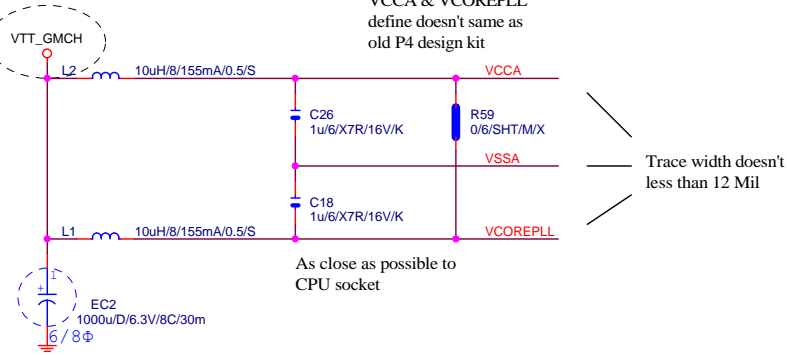 VCCA & VCOREPLL
define doesn't same as
old P4 design kit
VTT_GMCH
L2
10uH/8/155mA/0.5/S
VCCA
C26
1u/6/X7R/16V/K
R59
0/6/SHT/M/X
VSSA
Trace width doesn't
less than 12 Mil
C18
1u/6/X7R/16V/K
L1
10uH/8/155mA/0.5/S
VCOREPLL
As close as possible to
CPU socket
1
+
EC2
1000u/D/6.3V/8C/30m
6/8Φ